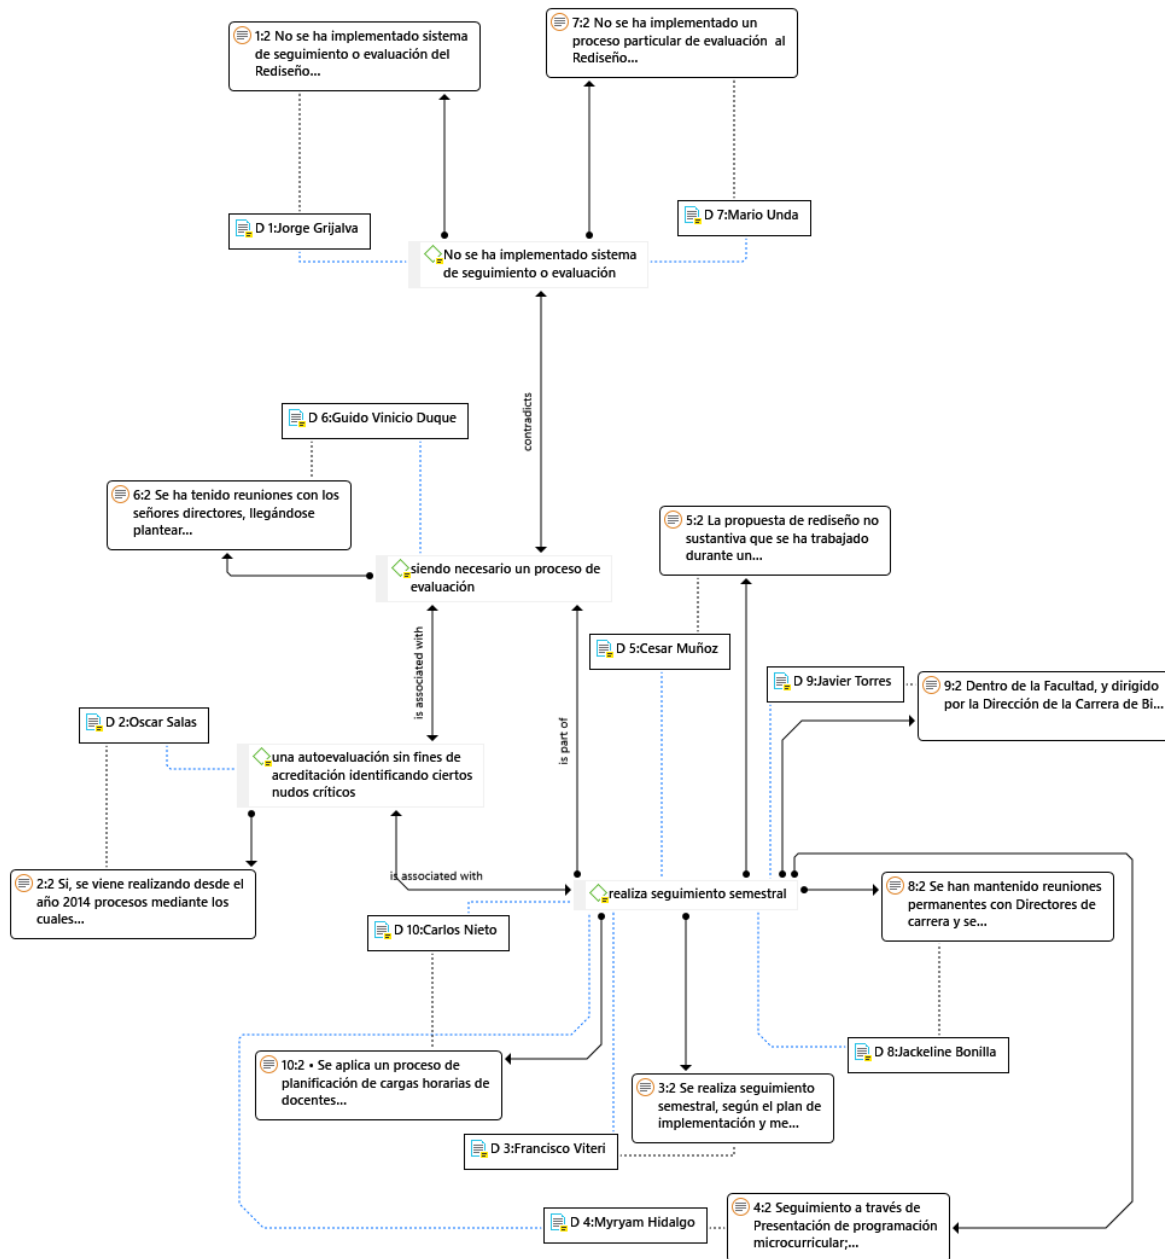 1:2 No se ha implementado sistema
de seguimiento o evaluación del
Rediseño...
7:2 No se ha implementado un
proceso particular de evaluación al
Rediseño...
D 1:Jorge Grijalva
D 7:Mario Unda
No se ha implementado sistema
de seguimiento o evaluación
contradicts
D 6:Guido Vinicio Duque
6:2 Se ha tenido reuniones con los
señores directores, llegándose
plantear...
5:2 La propuesta de rediseño no
sustantiva que se ha trabajado
durante un...
siendo necesario un proceso de
evaluación
is associated with
is part of
D 5:Cesar Muñoz
D 9:Javier Torres
9:2 Dentro de la Facultad, y dirigido
por la Dirección de la Carrera de Bi...
D 2:Oscar Salas
una autoevaluación sin fines de
acreditación identificando ciertos
nudos críticos
2:2 Si, se viene realizando desde el
año 2014 procesos mediante los
cuales...
is associated with
realiza seguimiento semestral
8:2 Se han mantenido reuniones
permanentes con Directores de
carrera y se...
D 10:Carlos Nieto
D 8:Jackeline Bonilla
10:2 • Se aplica un proceso de
planificación de cargas horarias de
docentes...
3:2 Se realiza seguimiento
semestral, según el plan de
implementación y me...
D 3:Francisco Viteri
D 4:Myryam Hidalgo
4:2 Seguimiento a través de
Presentación de programación
microcurricular;...